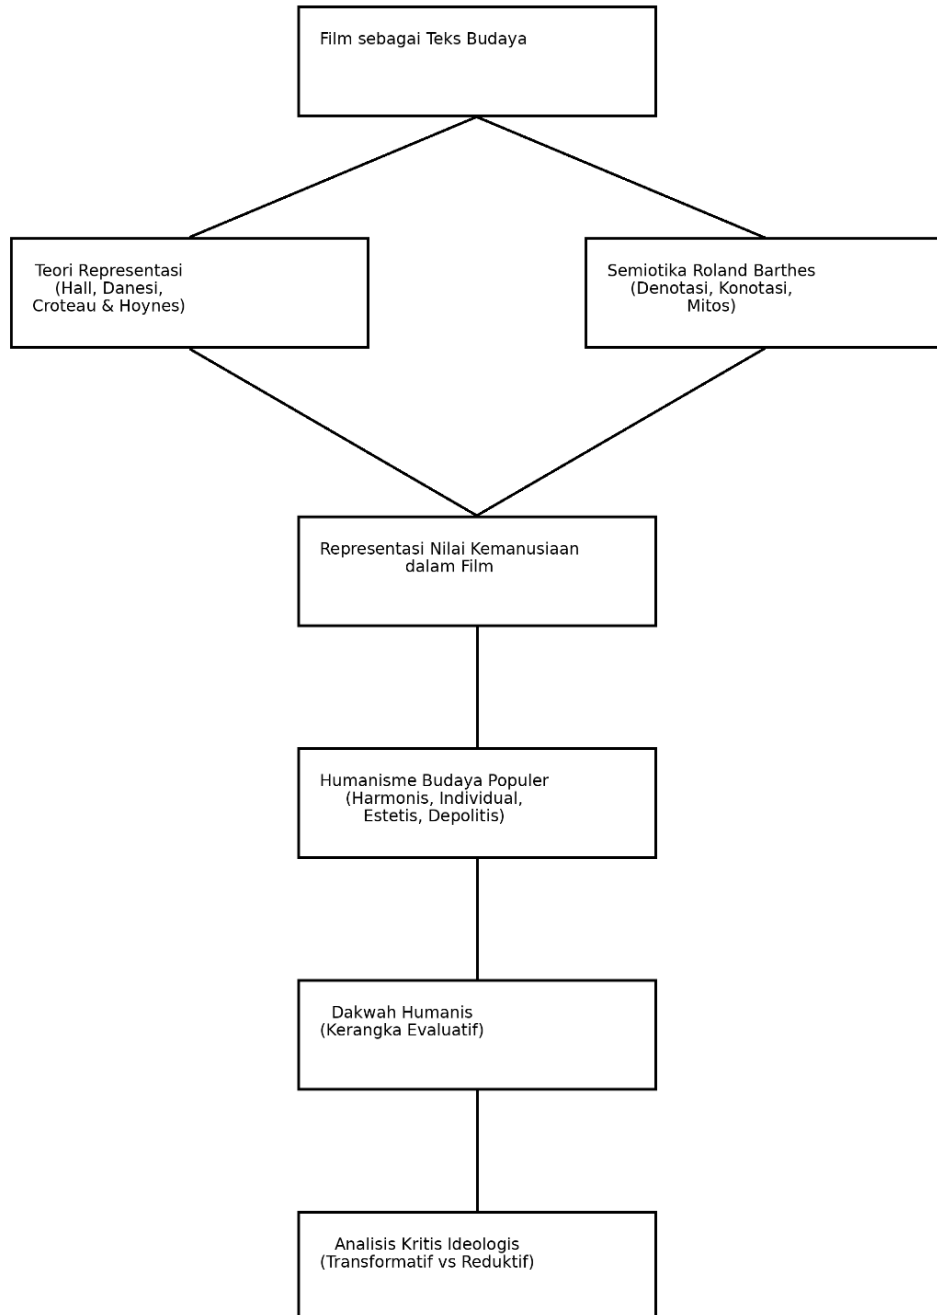 Film sebagai Teks Budaya
Teori Representasi
(Hall, Danesi,
Croteau & Hoynes)
Semiotika Roland Barthes
(Denotasi, Konotasi,
Mitos)
Representasi Nilai Kemanusiaan
dalam Film
Humanisme Budaya Populer
(Harmonis, Individual,
Estetis, Depolitis)
Dakwah Humanis
(Kerangka Evaluatif)
Analisis Kritis Ideologis
(Transformatif vs Reduktif)